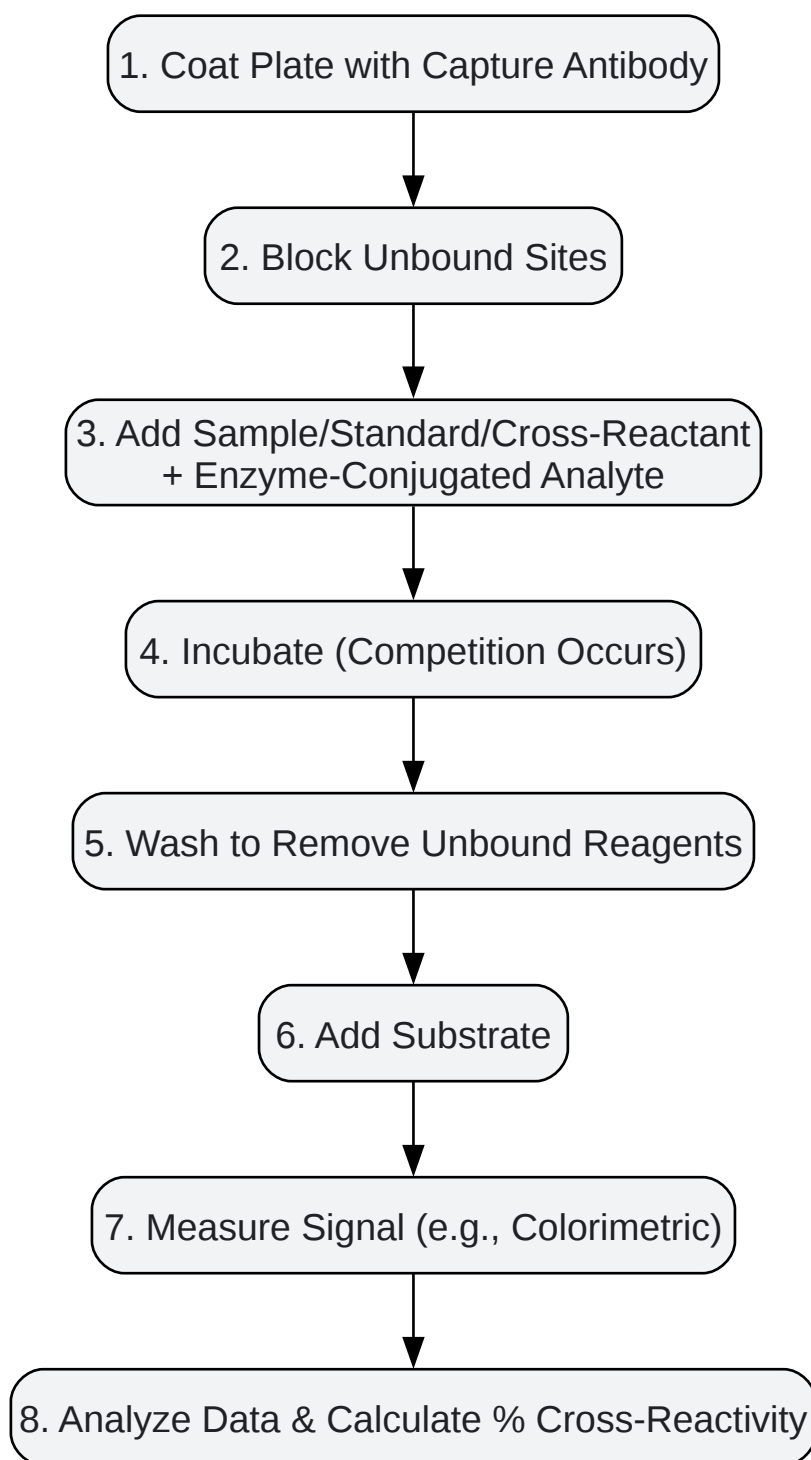 1. Coat Plate with Capture Antibody
2. Block Unbound Sites
3. Add Sample/Standard/Cross-Reactant
+ Enzyme-Conjugated Analyte
4. Incubate (Competition Occurs)
5. Wash to Remove Unbound Reagents
6. Add Substrate
7. Measure Signal (e.g., Colorimetric)
8. Analyze Data & Calculate % Cross-Reactivity